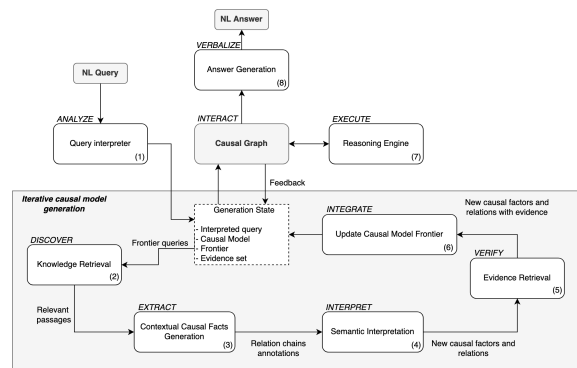 NL Answer
VERBALIZE
Answer Generation
(8)
NL Query
ANALYZE
Query interpreter
(1)
INTERACT
Causal Graph
EXECUTE
Reasoning Engine
(7)
Feedback
Iterative causal model
generation
Generation State
- Interpreted query
- Causal Model
- Frontier
- Evidence set
INTEGRATE
Update Causal Model Frontier
(6)
New causal factors and
relations with evidence
DISCOVER
Knowledge Retrieval
(2)
Frontier queries
VERIFY
Evidence Retrieval
(5)
Relevant
passages
EXTRACT
Contextual Causal Facts
Generation
(3)
Relation chains
annotations
INTERPRET
Semantic Interpretation
(4)
New causal factors and
relations